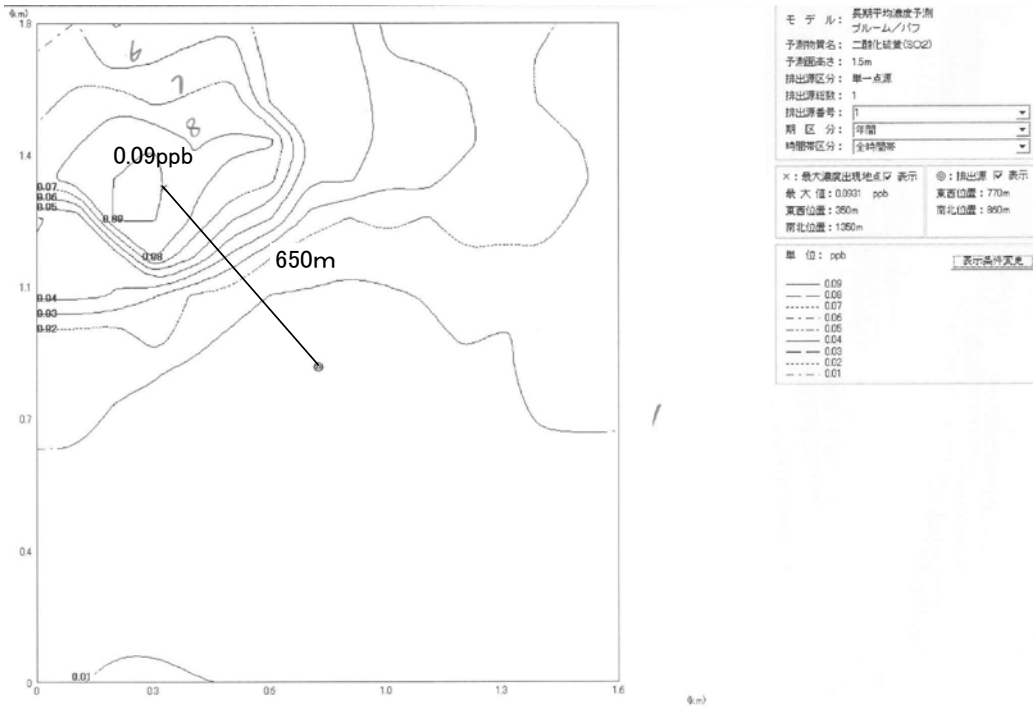 (km)
1.8
1.4
1.1
0.7
0.4
0
0
0.3
0.6
1.0
1.3
1.6
(km)
6
7
8
0.09ppb
650m
0.07
0.06
0.05
0.04
0.03
0.02
0.09
0.08
0.01
モデル: 長期平均濃度予測
プルーム/パフ
予測物質名: 二酸化硫黄(SO2)
予測面高さ: 1.5m
排出源区分: 単一点源
排出源総数: 1
排出源番号: 1
期区分: 年間
時間帯区分: 全時間帯
×:最大濃度出現地点 表示
最大値:0.0931 ppb
東西位置:350m
南北位置:1350m
◎:排出源 表示
東西位置:770m
南北位置:860m
単位: ppb
表示条件変更
0.09
0.08
0.07
0.06
0.05
0.04
0.03
0.02
0.01